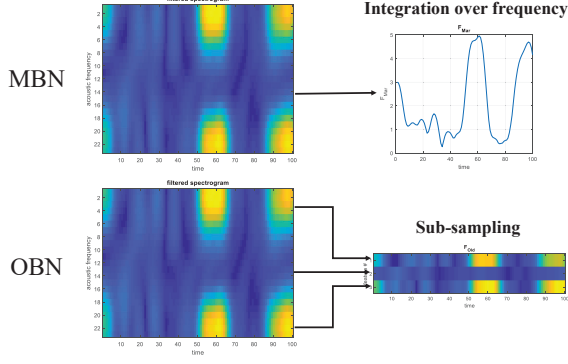 filtered spectrogram
Integration over frequency
F_Mar
MBN
acoustic frequency
2
4
6
8
10
12
14
16
18
20
22
10 20 30 40 50 60 70 80 90 100
time
F_Mar
5
4
3
2
1
0
0 20 40 60 80 100
time
filtered spectrogram
OBN
acoustic frequency
2
4
6
8
10
12
14
16
18
20
22
10 20 30 40 50 60 70 80 90 100
time
Sub-sampling
F_Old
10 20 30 40 50 60 70 80 90 100
time